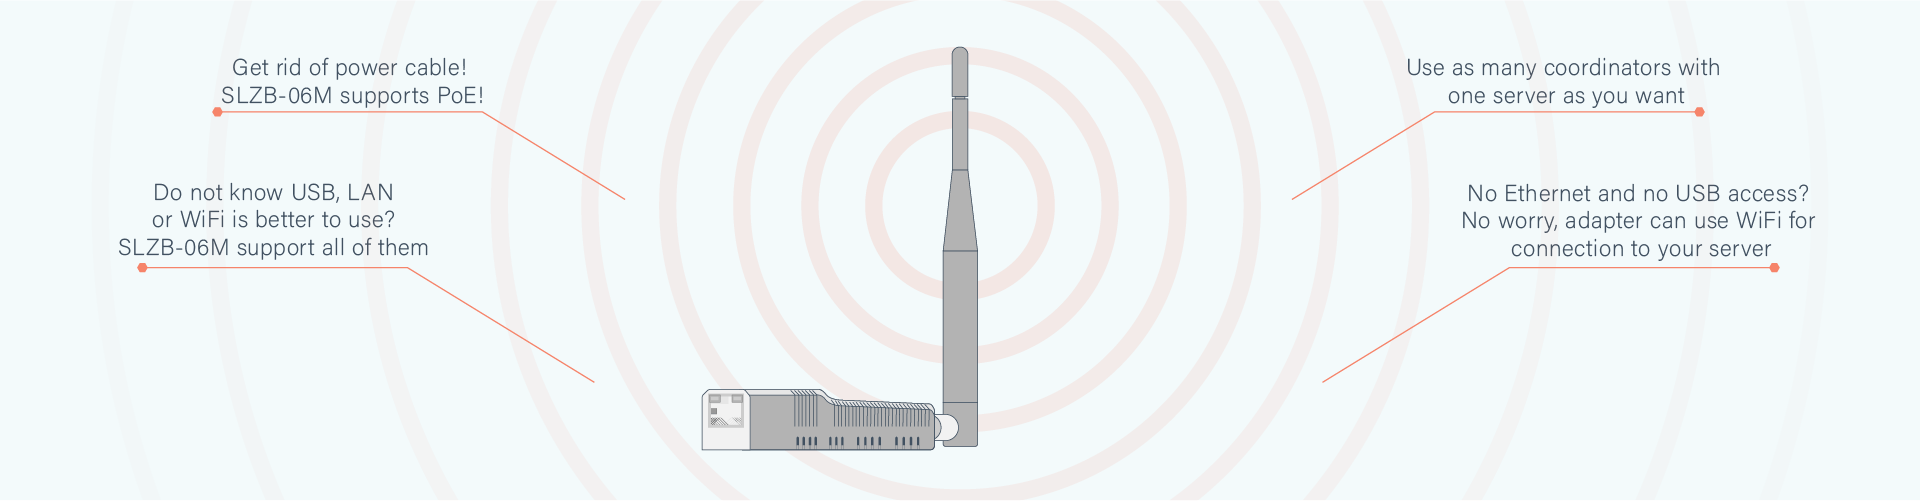 Get rid of power cable!
SLZB-06M supports PoE!
Do not know USB, LAN
or WiFi is better to use?
SLZB-06M support all of them
Use as many coordinators with
one server as you want
No Ethernet and no USB access?
No worry, adapter can use WiFi for
connection to your server